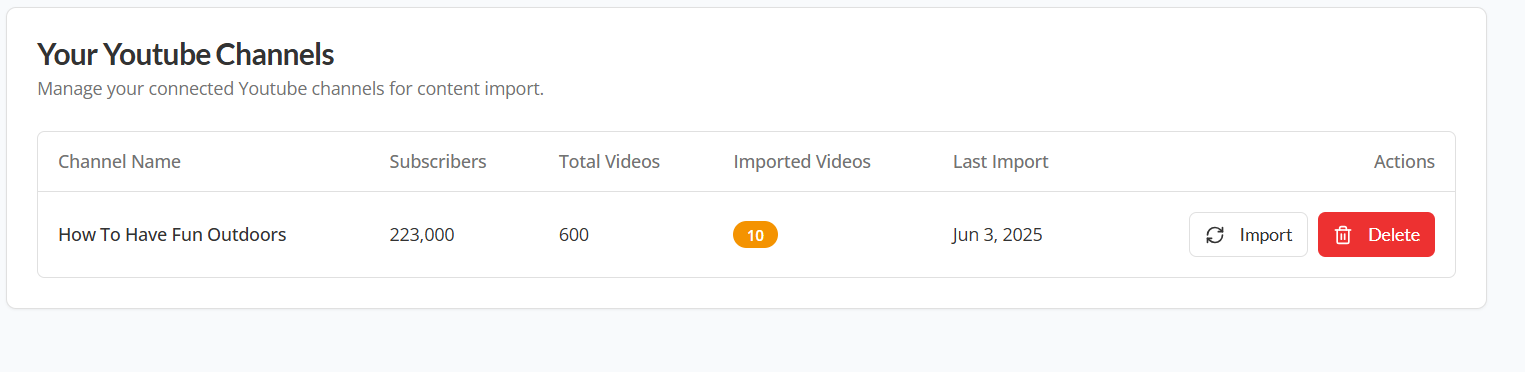 Your Youtube Channels
Manage your connected Youtube channels for content import.
Channel Name Subscribers Total Videos Imported Videos Last Import Actions
How To Have Fun Outdoors 223,000 600 10 Jun 3, 2025 Import Delete